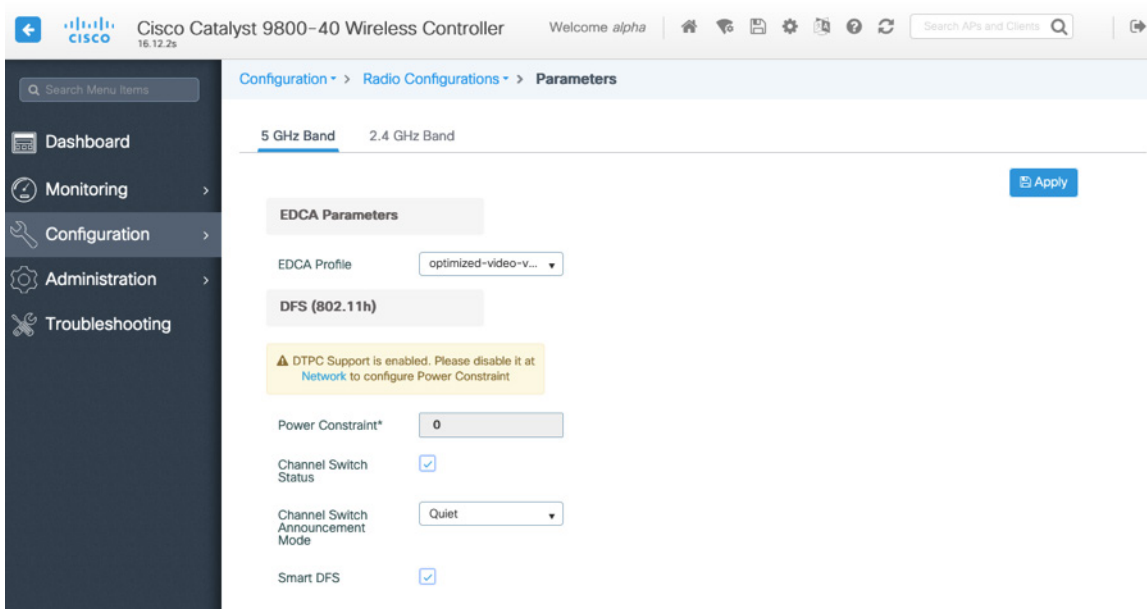 CISCO
Cisco Catalyst 9800-40 Wireless Controller
16.12.2s
Welcome alpha
Search APs and Clients
Search Menu Items
Dashboard
Monitoring
Configuration
Administration
Troubleshooting
Configuration > Radio Configurations > Parameters
5 GHz Band 2.4 GHz Band
Apply
EDCA Parameters
EDCA Profile optimized-video-v...
DFS (802.11h)
DTPC Support is enabled. Please disable it at
Network to configure Power Constraint
Power Constraint* 0
Channel Switch
Status
Channel Switch
Announcement
Mode
Quiet
Smart DFS